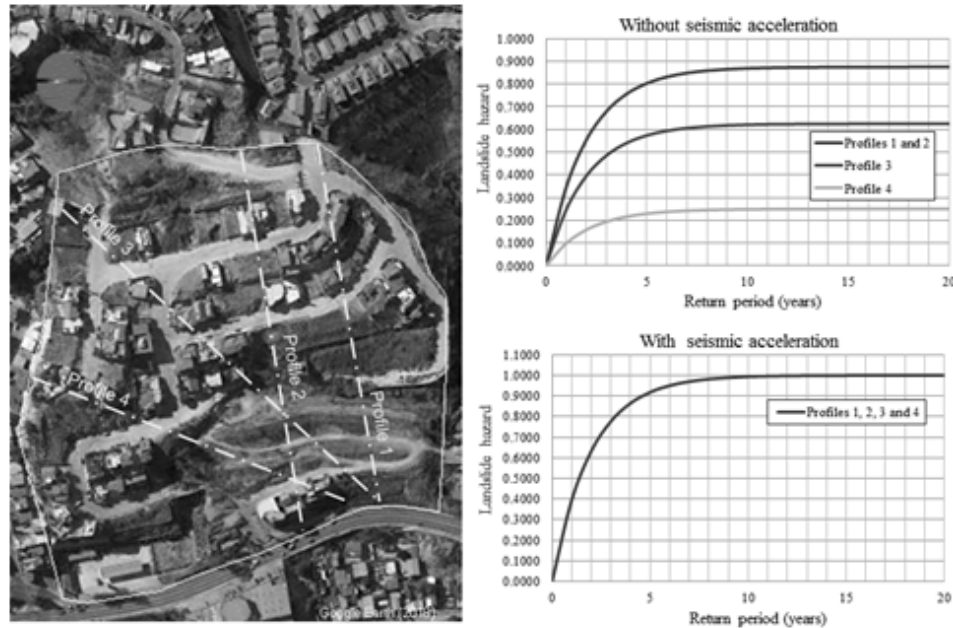 Profile 3
Profile 4
Profile 2
Profile 1
Google Earth (2018)
Without seismic acceleration
Landslide hazard
1.0000
0.9000
0.8000
0.7000
0.6000
0.5000
0.4000
0.3000
0.2000
0.1000
0.0000
Profiles 1 and 2
Profile 3
Profile 4
0 5 10 15 20
Return period (years)
With seismic acceleration
Landslide hazard
1.1000
1.0000
0.9000
0.8000
0.7000
0.6000
0.5000
0.4000
0.3000
0.2000
0.1000
0.0000
Profiles 1, 2, 3 and 4
0 5 10 15 20
Return period (years)